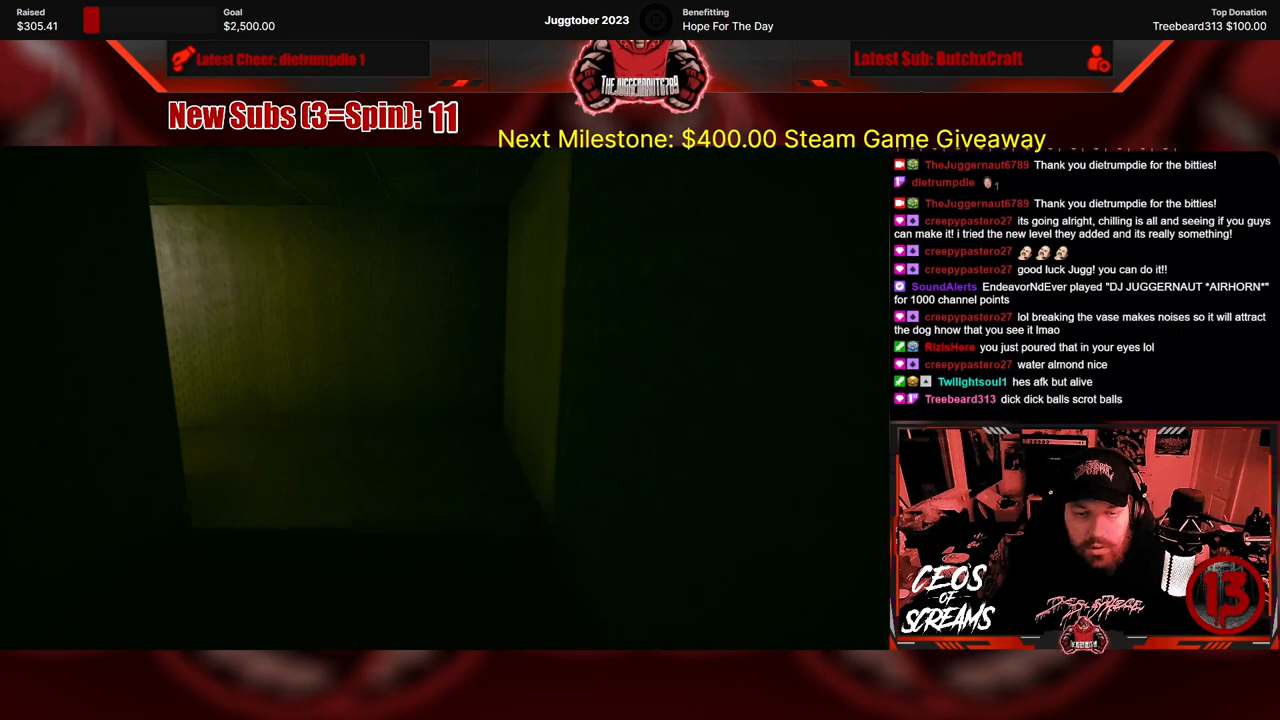 Raised
$305.41
Goal
$2,500.00
Juggtober 2023
Benefitting
Hope For The Day
Top Donation
Treebeard313 $100.00
Latest Cheer: dietrumpdie 1
THEJUGGERNAUT6789
Latest Sub: ButchxCraft
New Subs (3=Spin): 11
Next Milestone: $400.00 Steam Game Giveaway
TheJuggernaut6789 Thank you dietrumpdie for the bitties!
dietrumpdie 1
TheJuggernaut6789 Thank you dietrumpdie for the bitties!
creepypastero27 its going alright, chilling is all and seeing if you guys
can make it! i tried the new level they added and its really something!
creepypastero27
creepypastero27 good luck Jugg! you can do it!!
SoundAlerts EndeavorNdEver played "DJ JUGGERNAUT *AIRHORN*"
for 1000 channel points
creepypastero27 lol breaking the vase makes noises so it will attract
the dog hnow that you see it lmao
RizIsHere you just poured that in your eyes lol
creepypastero27 water almond nice
Twilightsoul1 hes afk but alive
Treebeard313 dick dick balls scrot balls
CEOS
OF
SCREAMS
13